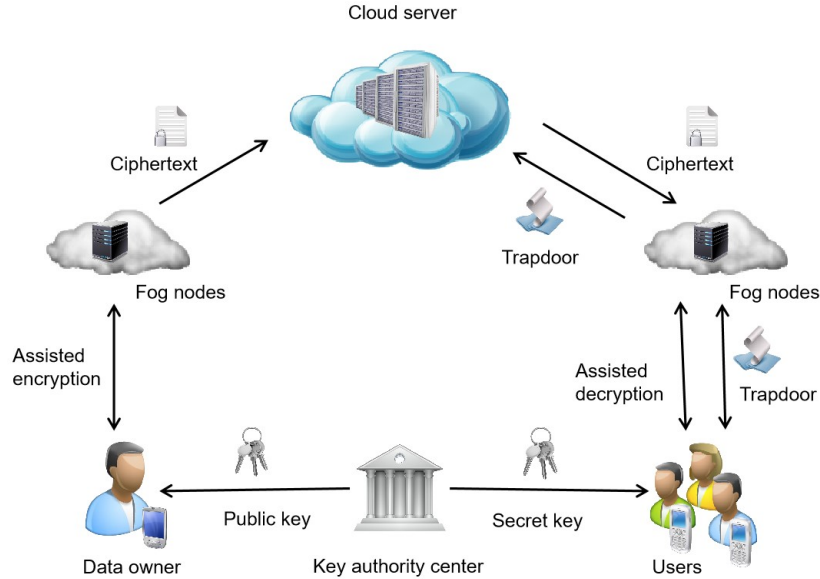 Cloud server
Ciphertext
Ciphertext
Trapdoor
Fog nodes
Fog nodes
Assisted
encryption
Assisted
decryption
Trapdoor
Public key
Secret key
Data owner
Key authority center
Users